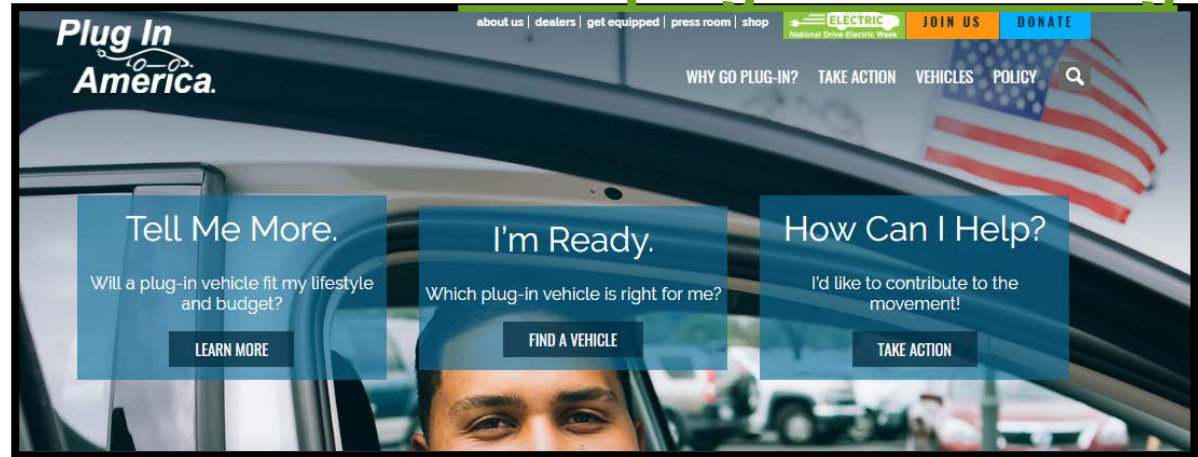 Plug In
America.
about us | dealers | get equipped | press room | shop
ELECTRIC
National Drive Electric Week
JOIN US
DONATE
WHY GO PLUG-IN? TAKE ACTION VEHICLES POLICY
Tell Me More.
Will a plug-in vehicle fit my lifestyle
and budget?
LEARN MORE
I'm Ready.
Which plug-in vehicle is right for me?
FIND A VEHICLE
How Can I Help?
I'd like to contribute to the
movement!
TAKE ACTION